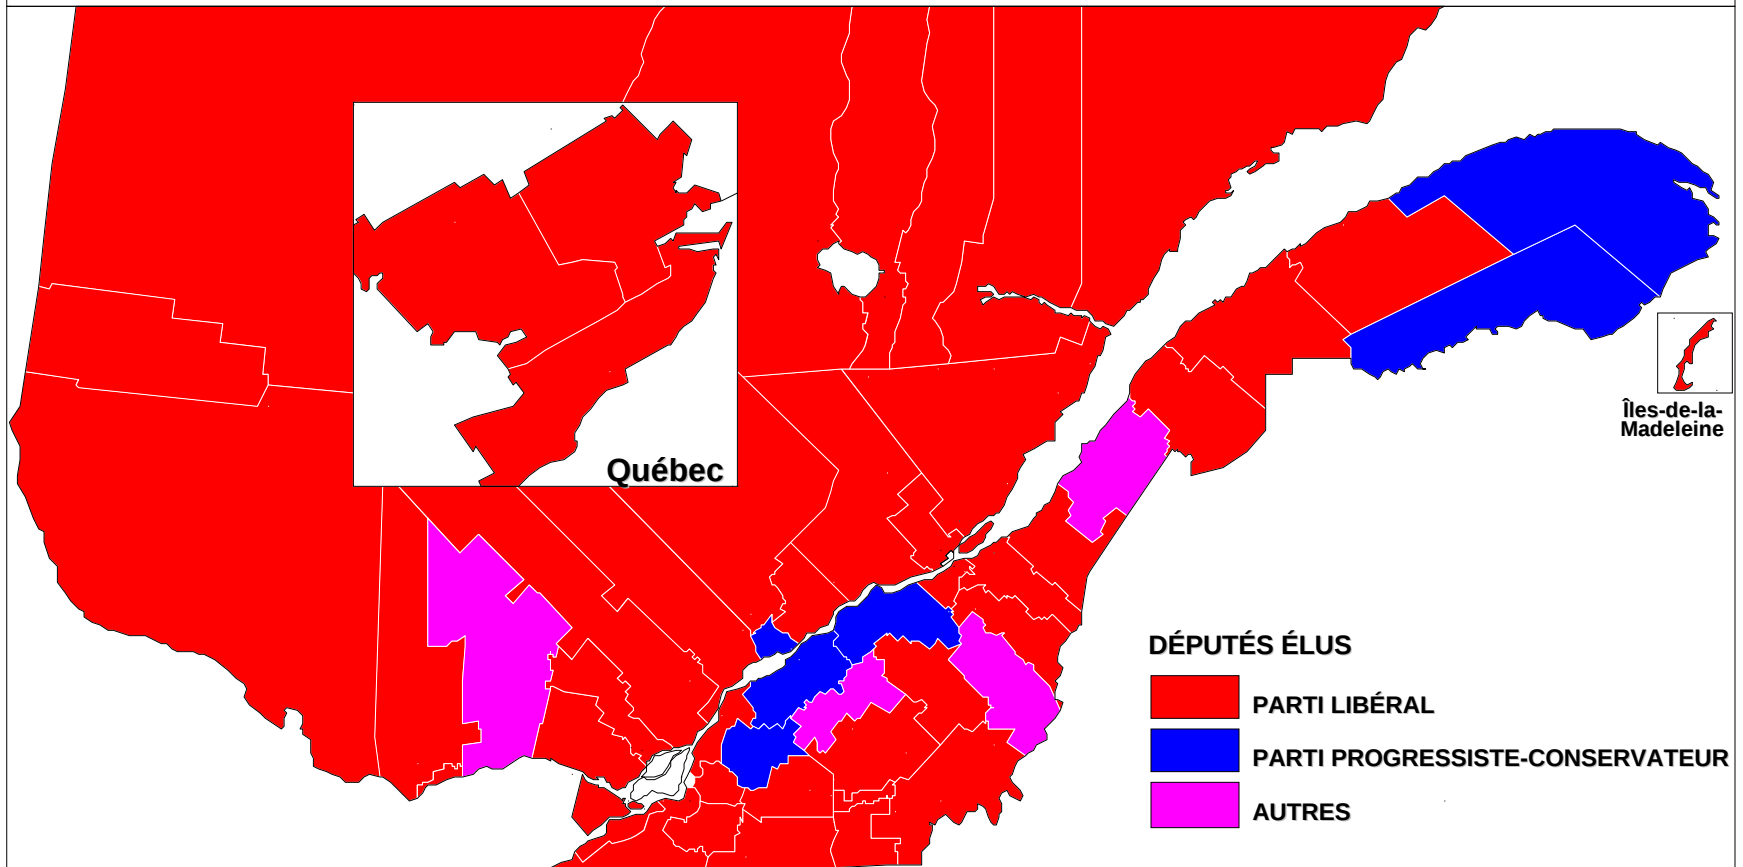 Îles-de-la-
Madeleine
Québec
DÉPUTÉS ÉLUS
PARTI LIBÉRAL
PARTI PROGRESSISTE-CONSERVATEUR
AUTRES